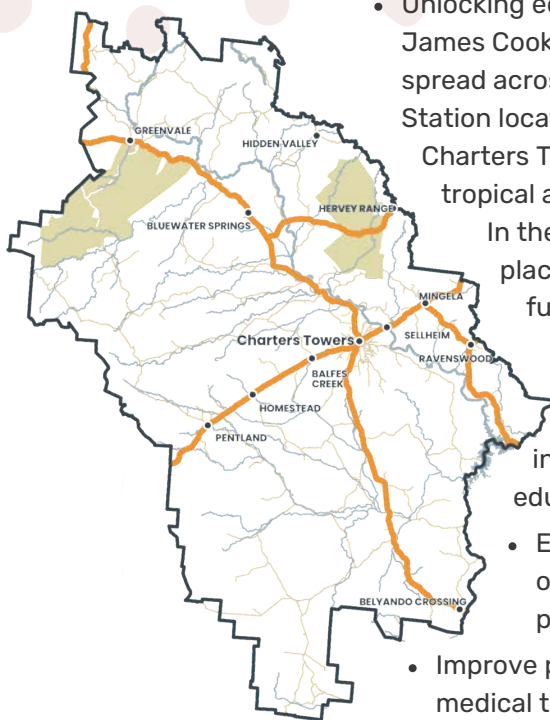 • Unlocking ed
James Cook
spread acros
Station locat
Charters T
tropical a
In the
plac
fu
in
edu
• E
o
p
• Improve p
medical t
GREENVALE
HIDDEN VALLEY
HERVEY RANGE
BLUEWATER SPRINGS
MINGELA
SELLHEIM
Charters Towers
RAVENSWOOD
BALFES
CREEK
HOMESTEAD
PENTLAND
BELYANDO CROSSING